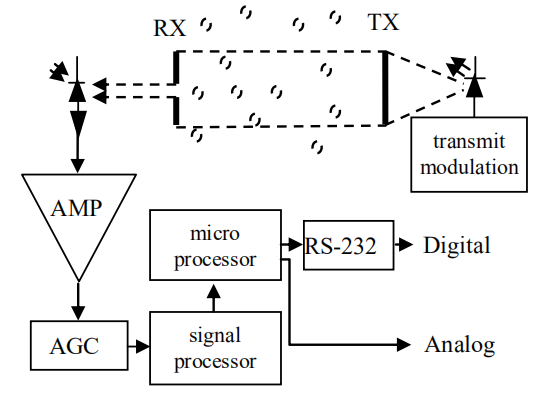 RX
TX
transmit
modulation
AMP
micro
processor
RS-232
Digital
AGC
signal
processor
Analog